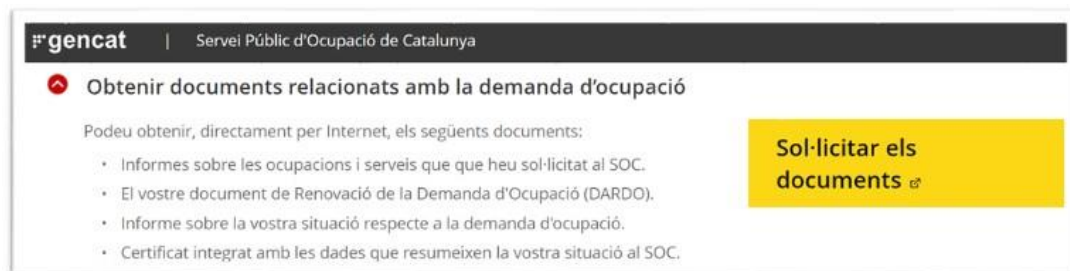 gencat | Servei Públic d'Ocupació de Catalunya
Obtenir documents relacionats amb la demanda d'ocupació
Podeu obtenir, directament per Internet, els següents documents:
• Informes sobre les ocupacions i serveis que que heu sol·licitat al SOC.
• El vostre document de Renovació de la Demanda d'Ocupació (DARDO).
• Informe sobre la vostra situació respecte a la demanda d'ocupació.
• Certificat integrat amb les dades que resumeixen la vostra situació al SOC.
Sol·licitar els
documents